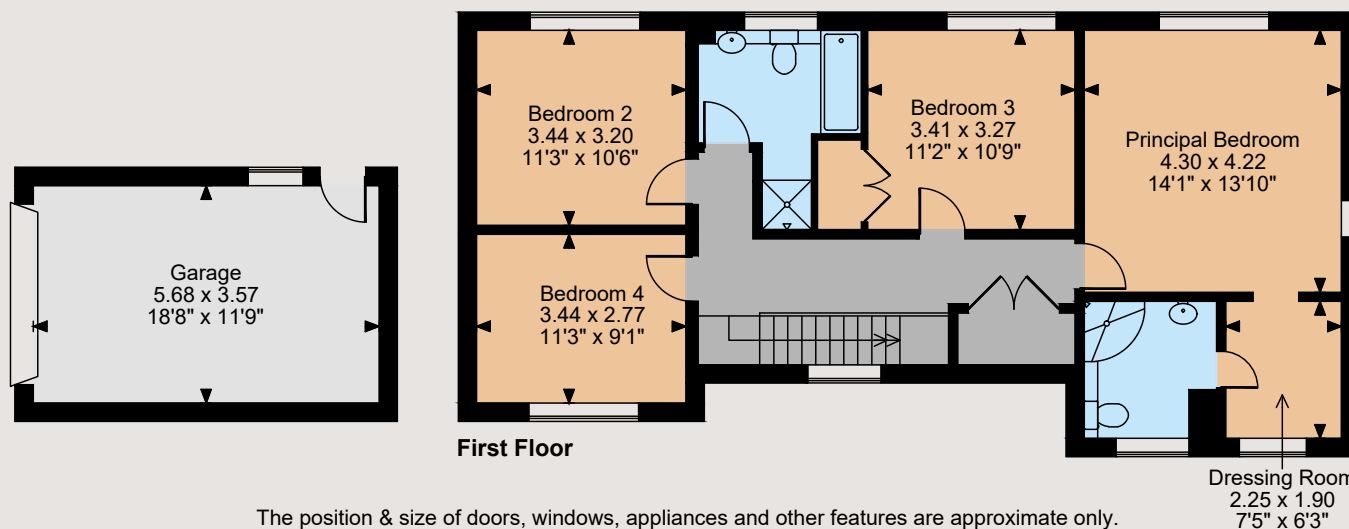 Bedroom 2
3.44 x 3.20
11'3" x 10'6"
Bedroom 3
3.41 x 3.27
11'2" x 10'9"
Principal Bedroom
4.30 x 4.22
14'1" x 13'10"
Garage
5.68 x 3.57
18'8" x 11'9"
Bedroom 4
3.44 x 2.77
11'3" x 9'1"
First Floor
Dressing Room
2.25 x 1.90
7'5" x 6'3"
The position & size of doors, windows, appliances and other features are approximate only.